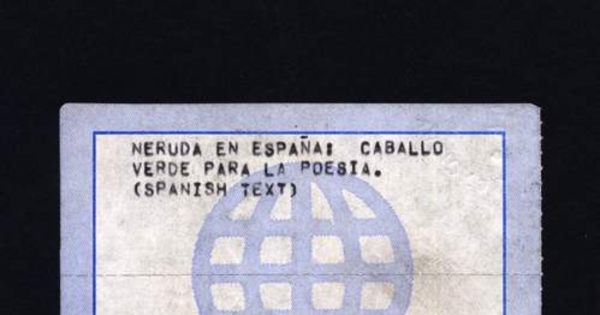 NERUDA EN ESPAÑA: CABALLO
VERDE PARA LA POESIA.
(SPANISH TEXT)